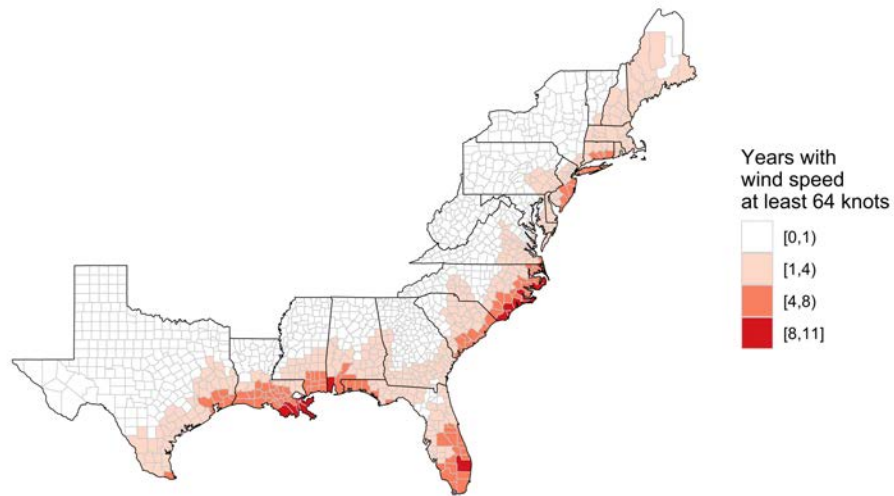 Years with
wind speed
at least 64 knots
[0,1)
[1,4)
[4,8)
[8,11]